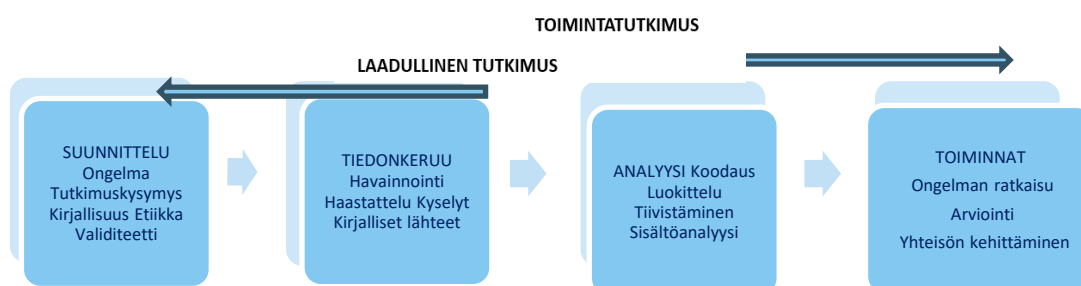 TOIMINTATUTKIMUS
LAADULLINEN TUTKIMUS
SUUNNITTELU
Ongelma
Tutkimuskysymys
Kirjallisuus Etiikka
Validiteetti
TIEDONKERUU
Havainnointi
Haastattelu Kyselyt
Kirjalliset lähteet
ANALYYSI Koodaus
Luokittelu
Tiivistäminen
Sisältöanalyysi
TOIMINNAT
Ongelman ratkaisu
Arviointi
Yhteisön kehittäminen